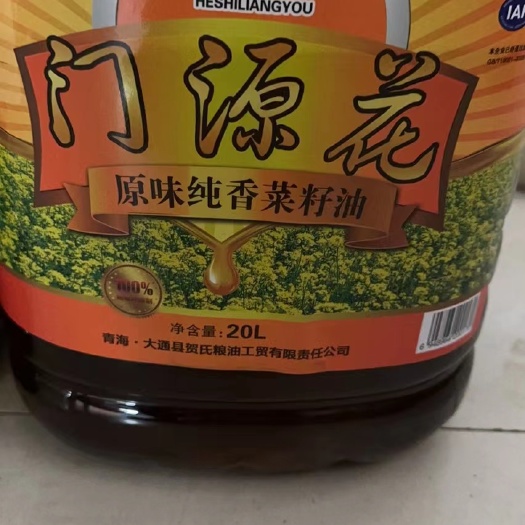 HESHILIANGYOU
门源花
原味纯香菜籽油
100%
净含量: 20L
青海·大通县贺氏粮油工贸有限责任公司